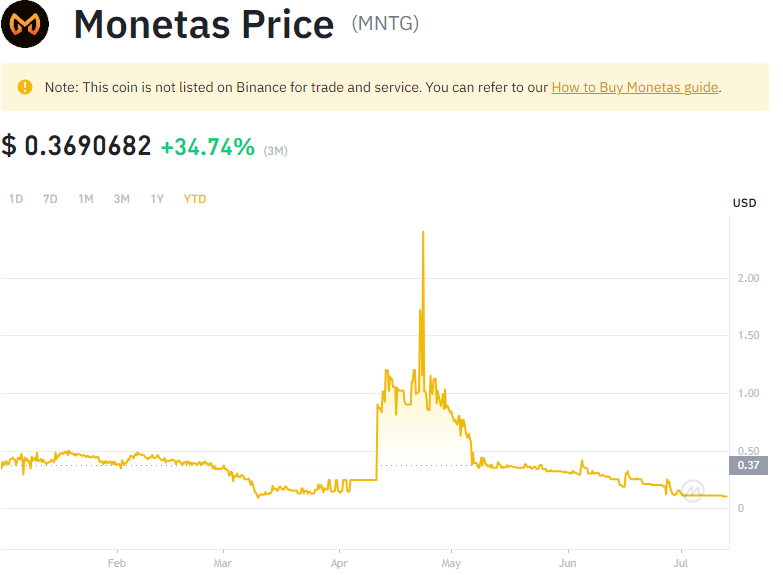 Monetas Price (MNTG)
Note: This coin is not listed on Binance for trade and service. You can refer to our How to Buy Monetas guide.
$ 0.3690682 +34.74% (3M)
1D 7D 1M 3M 1Y YTD
USD
2.00
1.50
1.00
0.50
0.37
0
Feb Mar Apr May Jun Jul